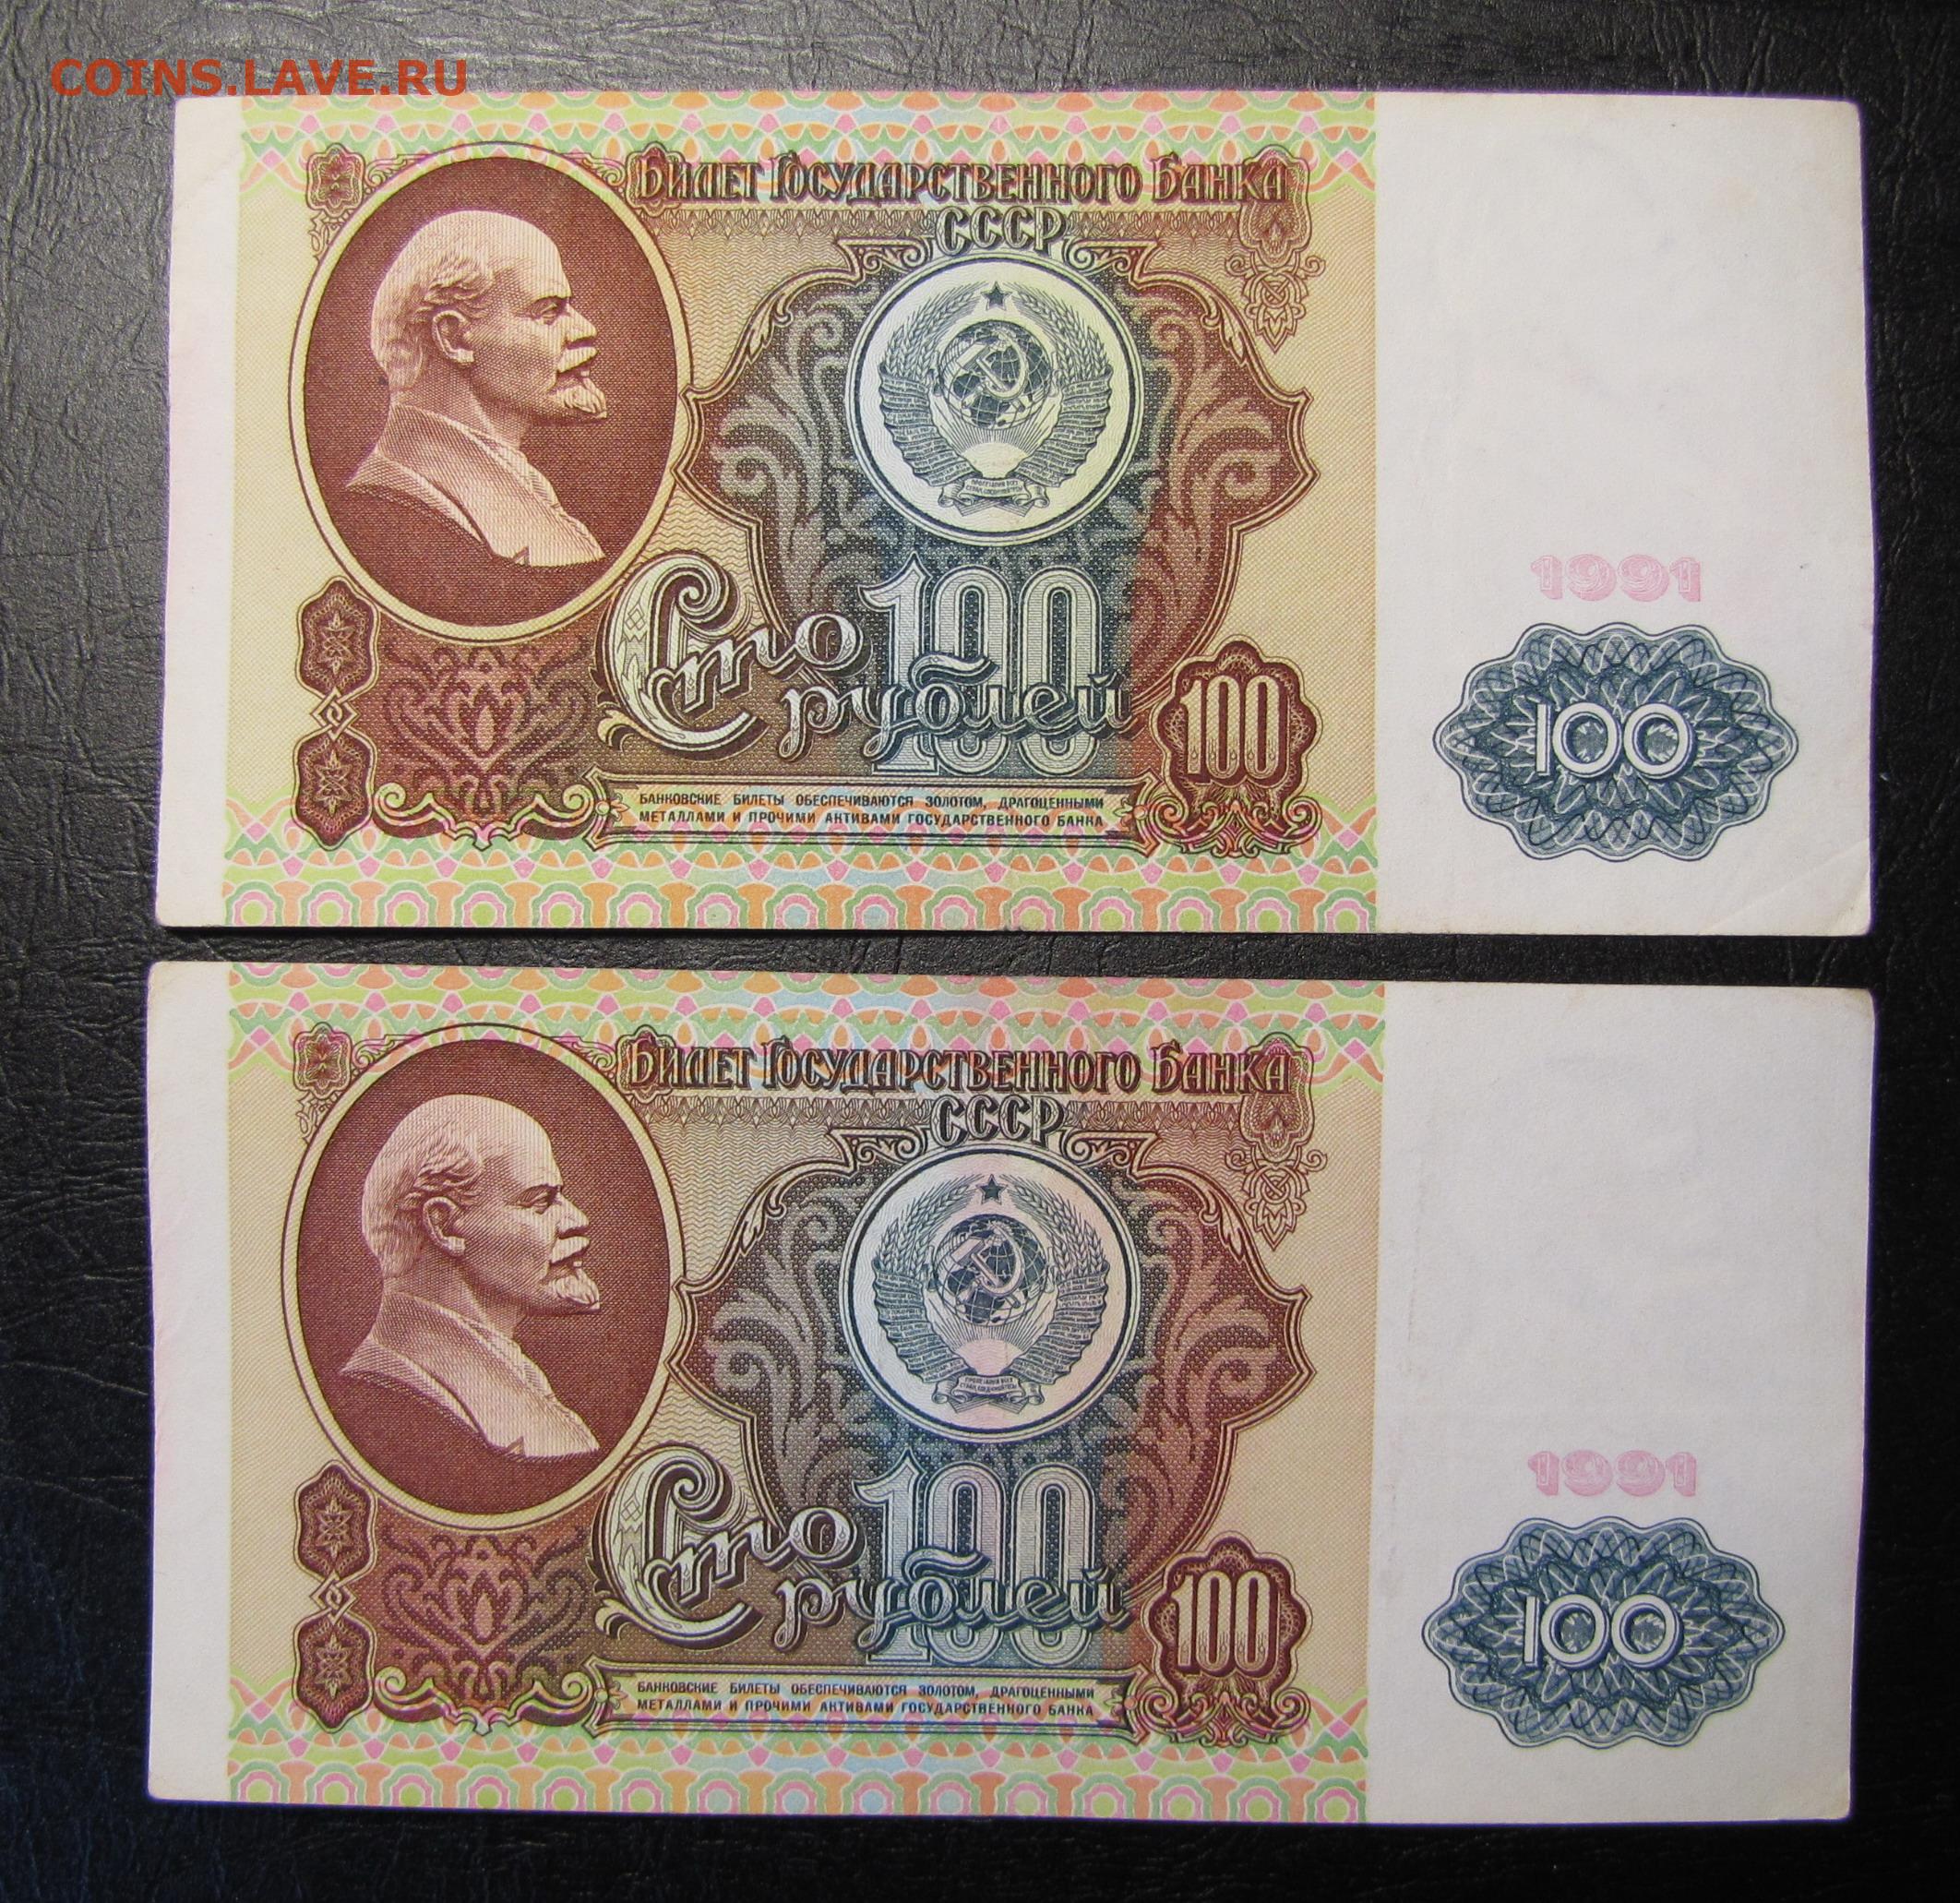 COINS.LAVE.RU
Билет Государственного Банка
СССР
1991
Сто
100
рублей
100
100
100
БАНКОВСКИЕ БИЛЕТЫ ОБЕСПЕЧИВАЮТСЯ ЗОЛОТОМ, ДРАГОЦЕННЫМИ
МЕТАЛЛАМИ И ПРОЧИМИ АКТИВАМИ ГОСУДАРСТВЕННОГО БАНКА
Билет Государственного Банка
СССР
1991
Сто
100
рублей
100
100
100
БАНКОВСКИЕ БИЛЕТЫ ОБЕСПЕЧИВАЮТСЯ ЗОЛОТОМ, ДРАГОЦЕННЫМИ
МЕТАЛЛАМИ И ПРОЧИМИ АКТИВАМИ ГОСУДАРСТВЕННОГО БАНКА